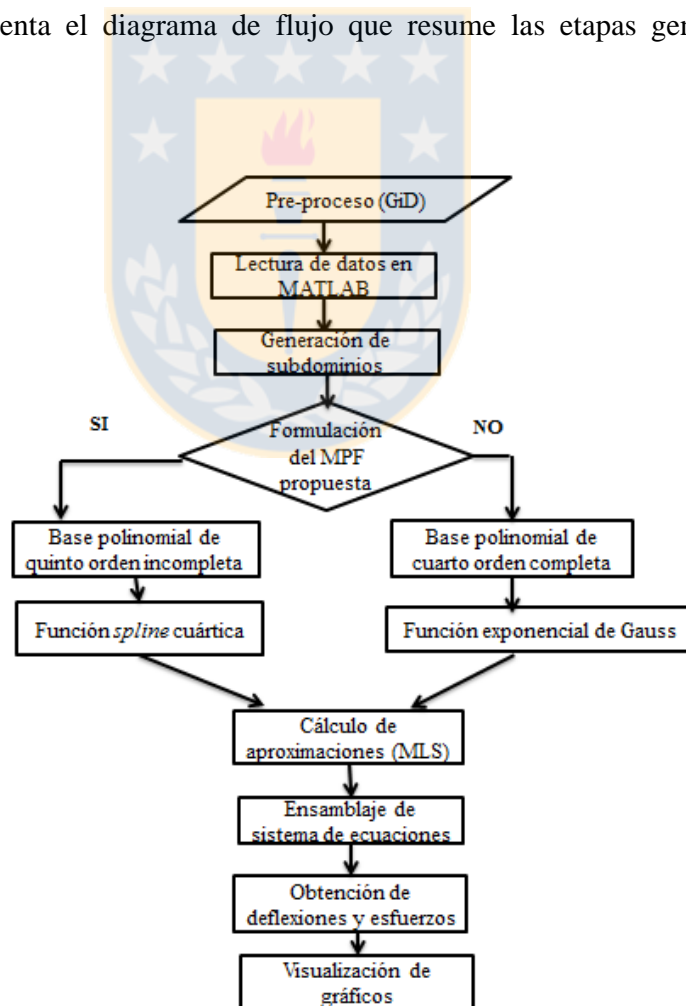 enta el diagrama de flujo que resume las etapas ger
Pre-proceso (GiD)
Lectura de datos en
MATLAB
Generación de
subdominios
SI
Formulación
del MPF
propuesta
NO
Base polinomial de
quinto orden incompleta
Base polinomial de
cuarto orden completa
Función spline cuártica
Función exponencial de Gauss
Cálculo de
aproximaciones (MLS)
Ensamblaje de
sistema de ecuaciones
Obtención de
deflexiones y esfuerzos
Visualización de
gráficos